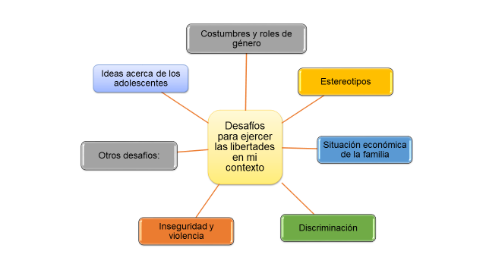 Costumbres y roles de
género
Ideas acerca de los
adolescentes
Estereotipos
Desafíos
para ejercer
las libertades
en mi
contexto
Otros desafíos:
Situación económica
de la familia
Inseguridad y
violencia
Discriminación